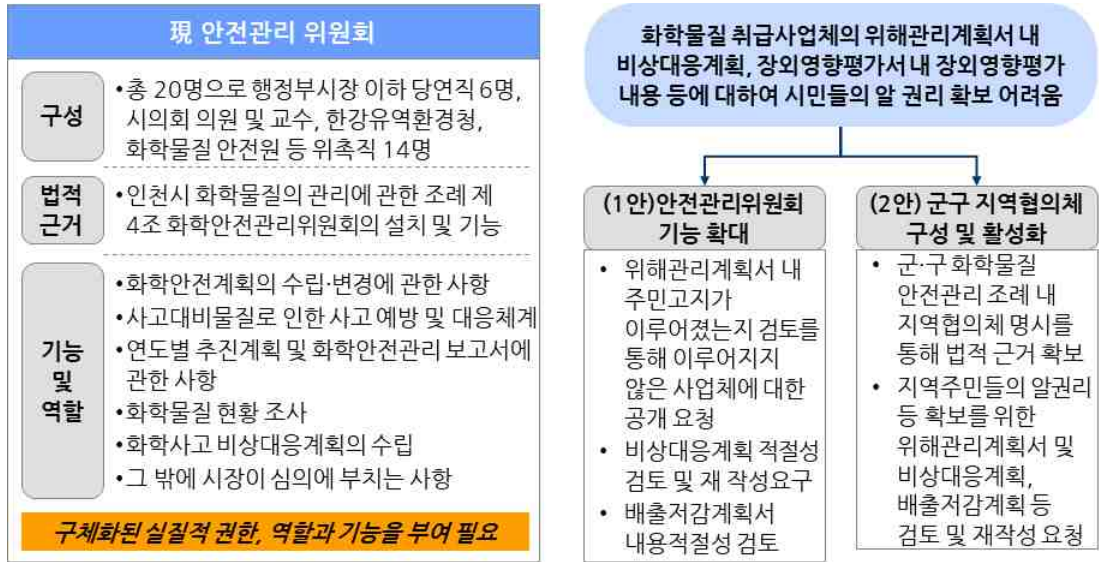 現 안전관리 위원회
구성
•총 20명으로 행정부시장 이하 당연직 6명,
시의회 의원 및 교수, 한강유역환경청,
화학물질 안전원 등 위촉직 14명
법적
근거
•인천시 화학물질의 관리에 관한 조례 제
4조 화학안전관리위원회의 설치 및 기능
기능
및
역할
•화학안전계획의 수립·변경에 관한 사항
•사고대비물질로 인한 사고 예방 및 대응체계
•연도별 추진계획 및 화학안전관리 보고서에
관한 사항
•화학물질 현황 조사
•화학사고 비상대응계획의 수립
•그 밖에 시장이 심의에 부치는 사항
구체화된 실질적 권한, 역할과 기능을 부여 필요
화학물질 취급사업체의 위해관리계획서 내
비상대응계획, 장외영향평가서 내 장외영향평가
내용 등에 대하여 시민들의 알 권리 확보 어려움
(1안)안전관리위원회
기능 확대
• 위해관리계획서 내
주민고지가
이루어졌는지 검토를
통해 이루어지지
않은 사업체에 대한
공개 요청
• 비상대응계획 적절성
검토 및 재 작성요구
• 배출저감계획서
내용적절성 검토
(2안) 군구 지역협의체
구성 및 활성화
• 군·구 화학물질
안전관리 조례 내
지역협의체 명시를
통해 법적 근거 확보
• 지역주민들의 알권리
등 확보를 위한
위해관리계획서 및
비상대응계획,
배출저감계획 등
검토 및 재작성 요청